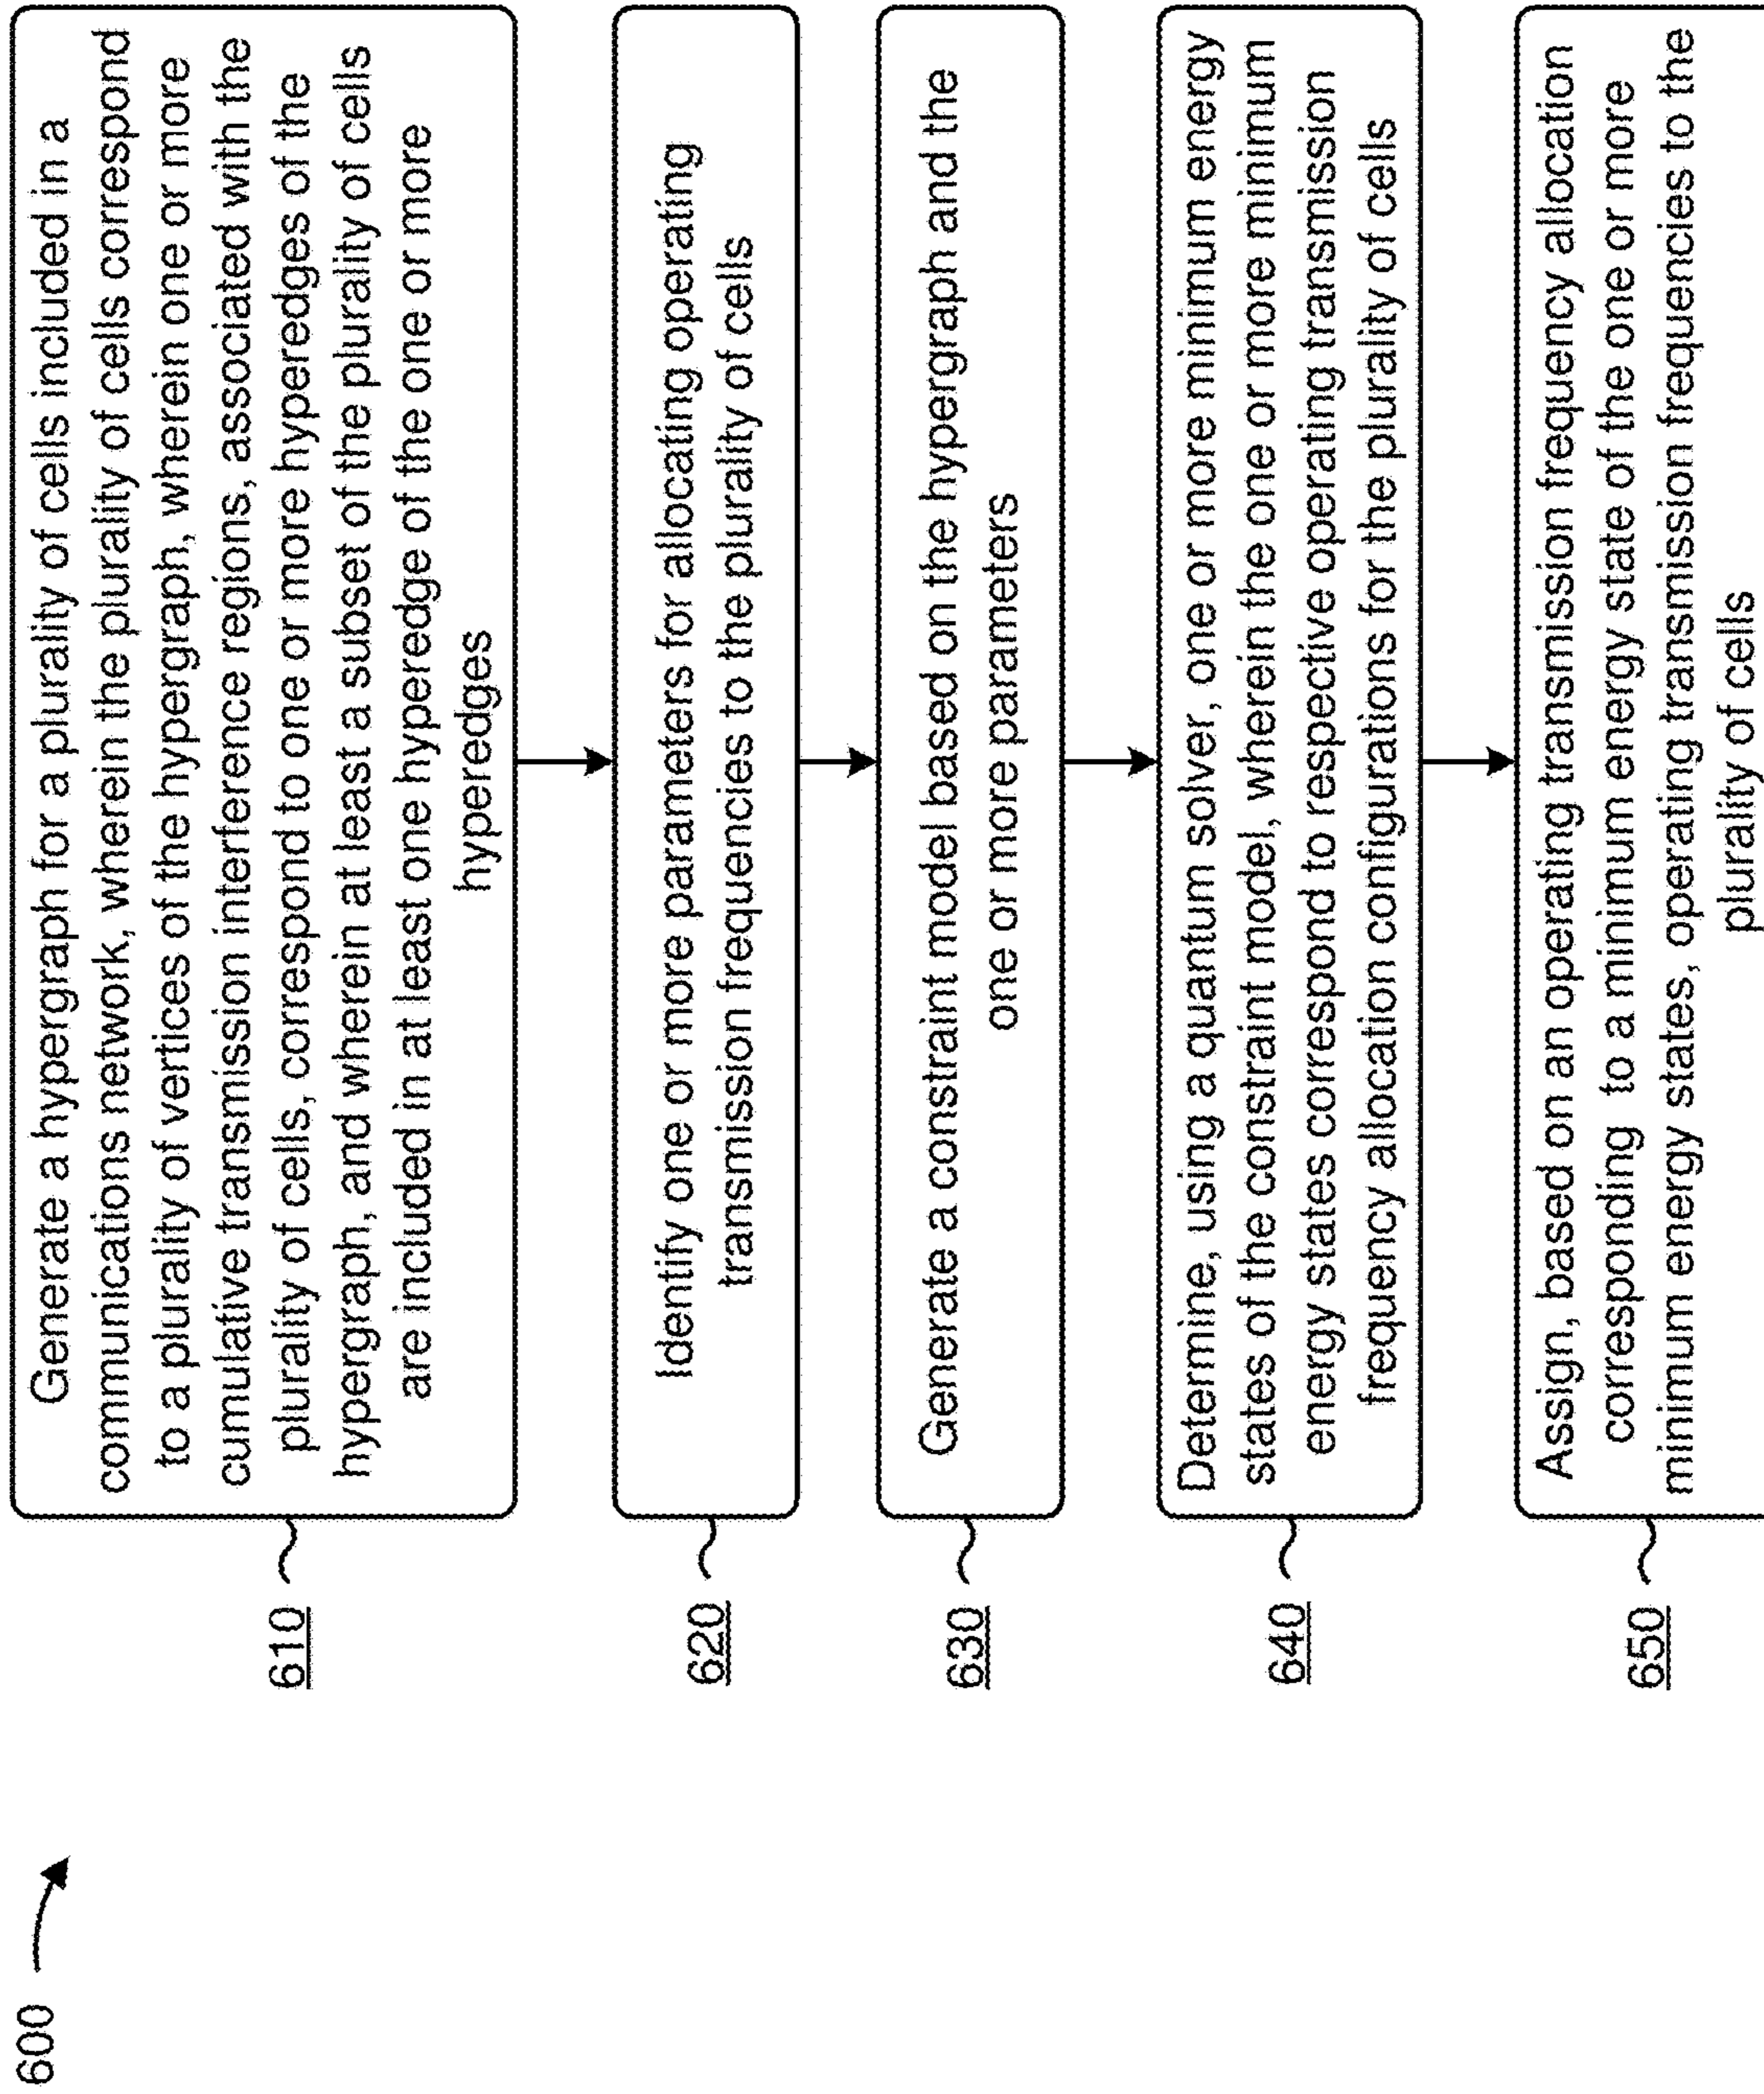 600
610
Generate a hypergraph for a plurality of cells included in a
communications network, wherein the plurality of cells correspond
to a plurality of vertices of the hypergraph, wherein one or more
cumulative transmission interference regions, associated with the
plurality of cells, correspond to one or more hyperedges of the
hypergraph, and wherein at least a subset of the plurality of cells
are included in at least one hyperedge of the one or more
hyperedges
620
Identify one or more parameters for allocating operating
transmission frequencies to the plurality of cells
630
Generate a constraint model based on the hypergraph and the
one or more parameters
640
Determine, using a quantum solver, one or more minimum energy
states of the constraint model, wherein the one or more minimum
energy states correspond to respective operating transmission
frequency allocation configurations for the plurality of cells
650
Assign, based on an operating transmission frequency allocation
corresponding to a minimum energy state of the one or more
minimum energy states, operating transmission frequencies to the
plurality of cells